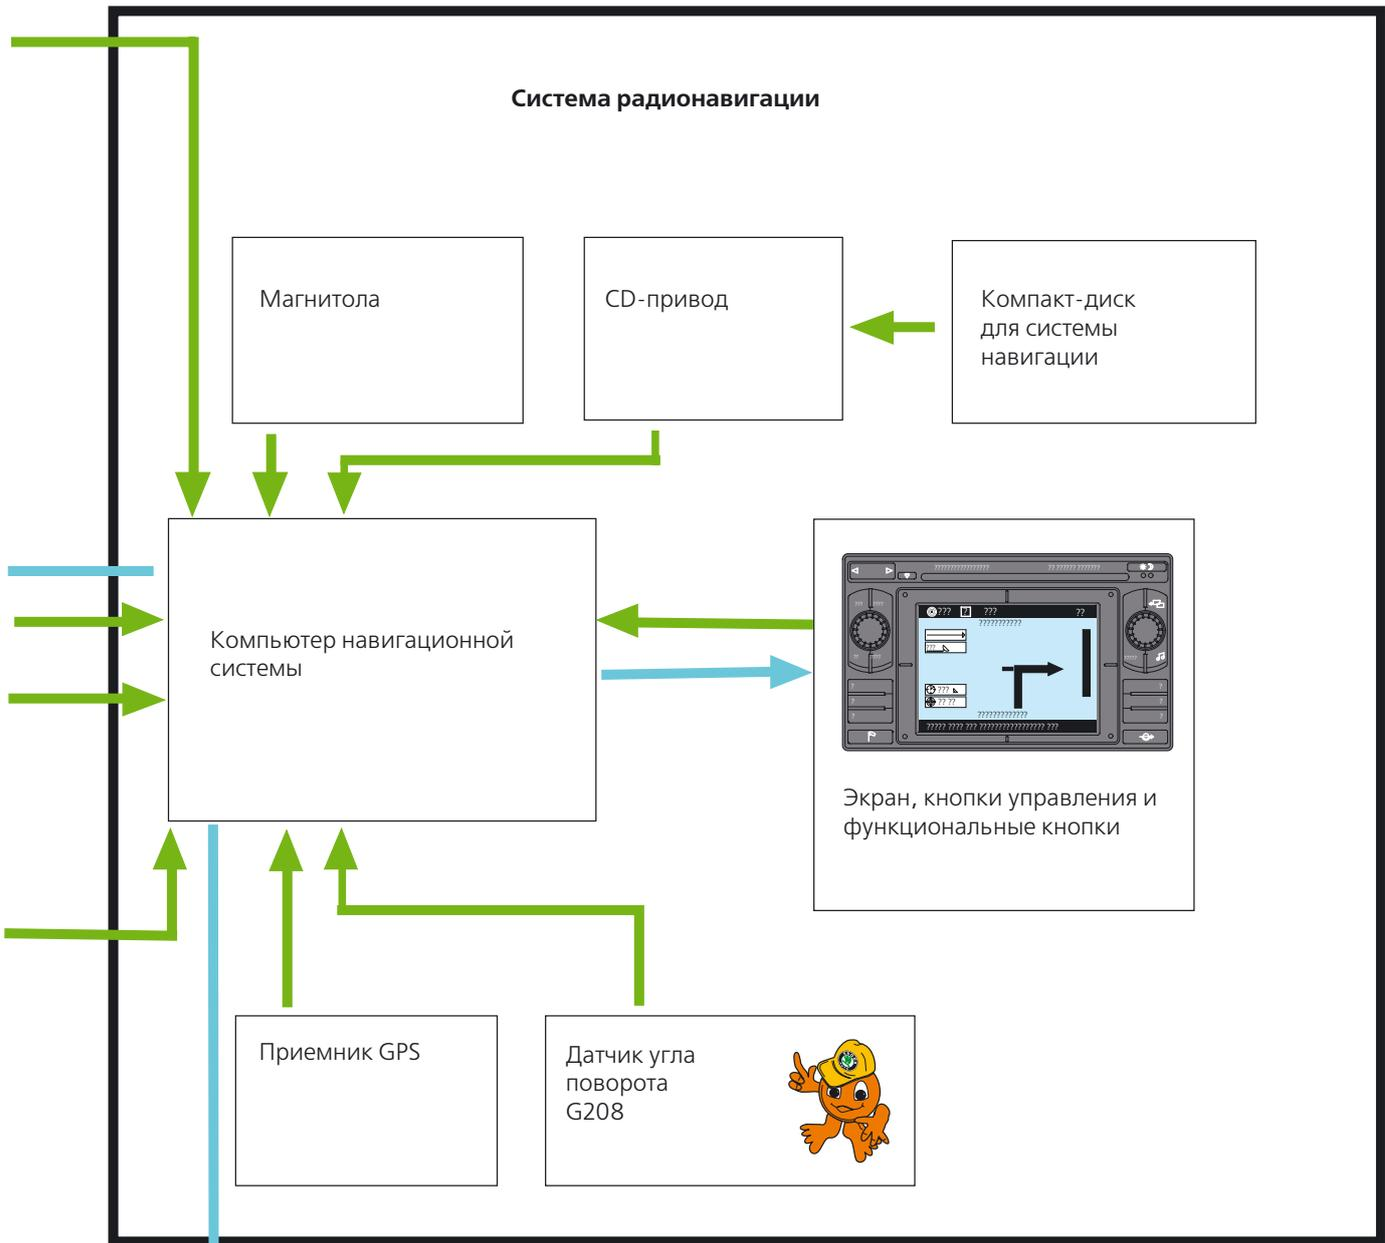 Система радионавигации
Магнитола
CD-привод
Компакт-диск
для системы
навигации
Компьютер навигационной
системы
Экран, кнопки управления и
функциональные кнопки
Приемник GPS
Датчик угла
поворота
G208